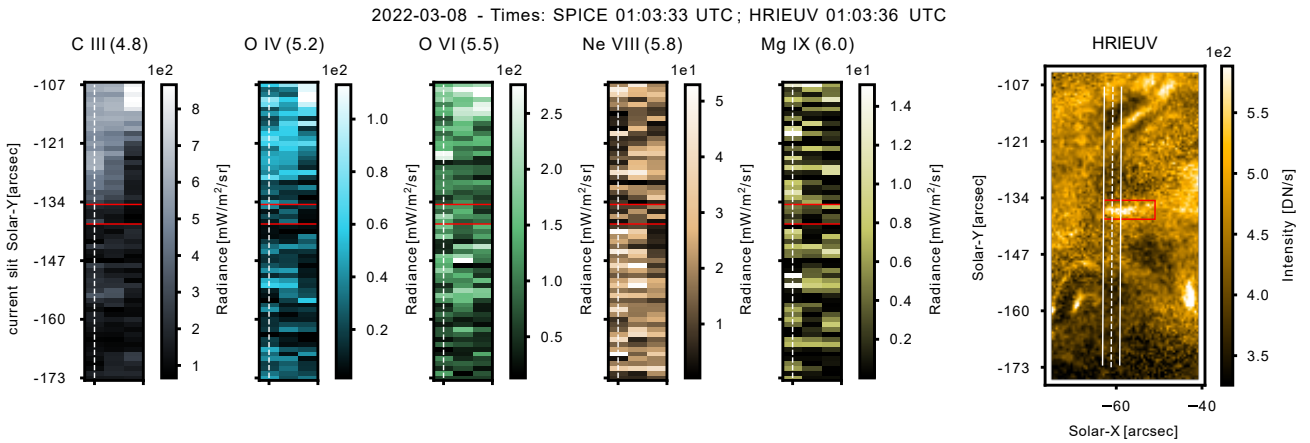 2022-03-08 - Times: SPICE 01:03:33 UTC; HRIEUV 01:03:36 UTC
C III (4.8)
O IV (5.2)
O VI (5.5)
Ne VIII (5.8)
Mg IX (6.0)
HRIEUV
1e2
1e2
1e2
1e1
1e1
1e2
current slit Solar-Y[arcsec]
-107
-121
-134
-147
-160
-173
8
7
6
5
4
3
2
1
Radiance [mW/m²/sr]
1.0
0.8
0.6
0.4
0.2
Radiance [mW/m²/sr]
2.5
2.0
1.5
1.0
0.5
Radiance [mW/m²/sr]
5
4
3
2
1
Radiance [mW/m²/sr]
1.4
1.2
1.0
0.8
0.6
0.4
0.2
Radiance [mW/m²/sr]
Solar-Y[arcsec]
-107
-121
-134
-147
-160
-173
−60
−40
Solar-X [arcsec]
5.5
5.0
4.5
4.0
3.5
Intensity [DN/s]